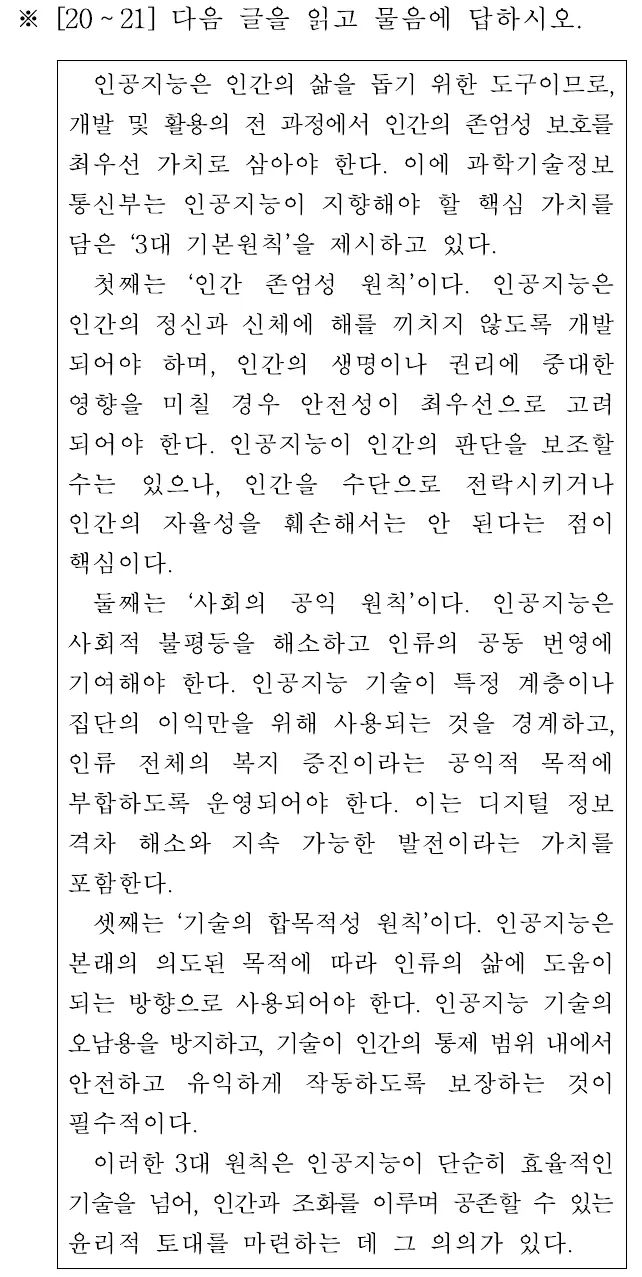 ※ [20~21] 다음 글을 읽고 물음에 답하시오.
인공지능은 인간의 삶을 돕기 위한 도구이므로,
개발 및 활용의 전 과정에서 인간의 존엄성 보호를
최우선 가치로 삼아야 한다. 이에 과학기술정보
통신부는 인공지능이 지향해야 할 핵심 가치를
담은 ‘3대 기본원칙’을 제시하고 있다.
첫째는 ‘인간 존엄성 원칙’이다. 인공지능은
인간의 정신과 신체에 해를 끼치지 않도록 개발
되어야 하며, 인간의 생명이나 권리에 중대한
영향을 미칠 경우 안전성이 최우선으로 고려
되어야 한다. 인공지능이 인간의 판단을 보조할
수는 있으나, 인간을 수단으로 전락시키거나
인간의 자율성을 훼손해서는 안 된다는 점이
핵심이다.
둘째는 ‘사회의 공익 원칙’이다. 인공지능은
사회적 불평등을 해소하고 인류의 공동 번영에
기여해야 한다. 인공지능 기술이 특정 계층이나
집단의 이익만을 위해 사용되는 것을 경계하고,
인류 전체의 복지 증진이라는 공익적 목적에
부합하도록 운영되어야 한다. 이는 디지털 정보
격차 해소와 지속 가능한 발전이라는 가치를
포함한다.
셋째는 ‘기술의 합목적성 원칙’이다. 인공지능은
본래의 의도된 목적에 따라 인류의 삶에 도움이
되는 방향으로 사용되어야 한다. 인공지능 기술의
오남용을 방지하고, 기술이 인간의 통제 범위 내에서
안전하고 유익하게 작동하도록 보장하는 것이
필수적이다.
이러한 3대 원칙은 인공지능이 단순히 효율적인
기술을 넘어, 인간과 조화를 이루며 공존할 수 있는
윤리적 토대를 마련하는 데 그 의의가 있다.